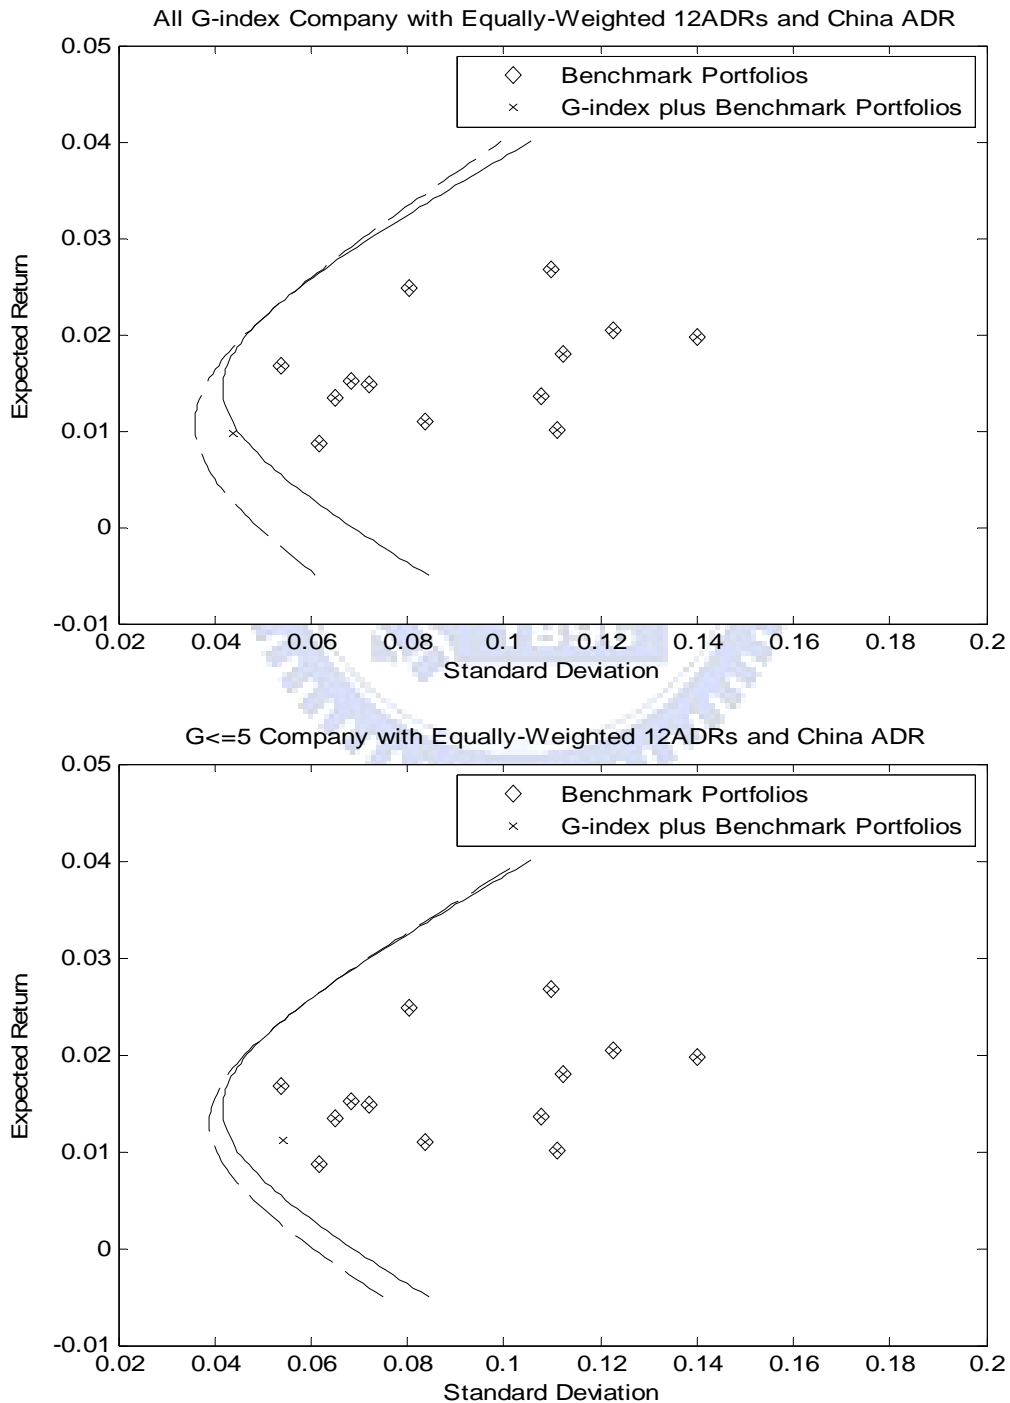 All G-index Company with Equally-Weighted 12ADRs and China ADR
0.05
Benchmark Portfolios
G-index plus Benchmark Portfolios
0.04
0.03
Expected Return
0.02
0.01
0
-0.01
0.02 0.04 0.06 0.08 0.1 0.12 0.14 0.16 0.18 0.2
Standard Deviation
G<=5 Company with Equally-Weighted 12ADRs and China ADR
0.05
Benchmark Portfolios
G-index plus Benchmark Portfolios
0.04
0.03
Expected Return
0.02
0.01
0
-0.01
0.02 0.04 0.06 0.08 0.1 0.12 0.14 0.16 0.18 0.2
Standard Deviation